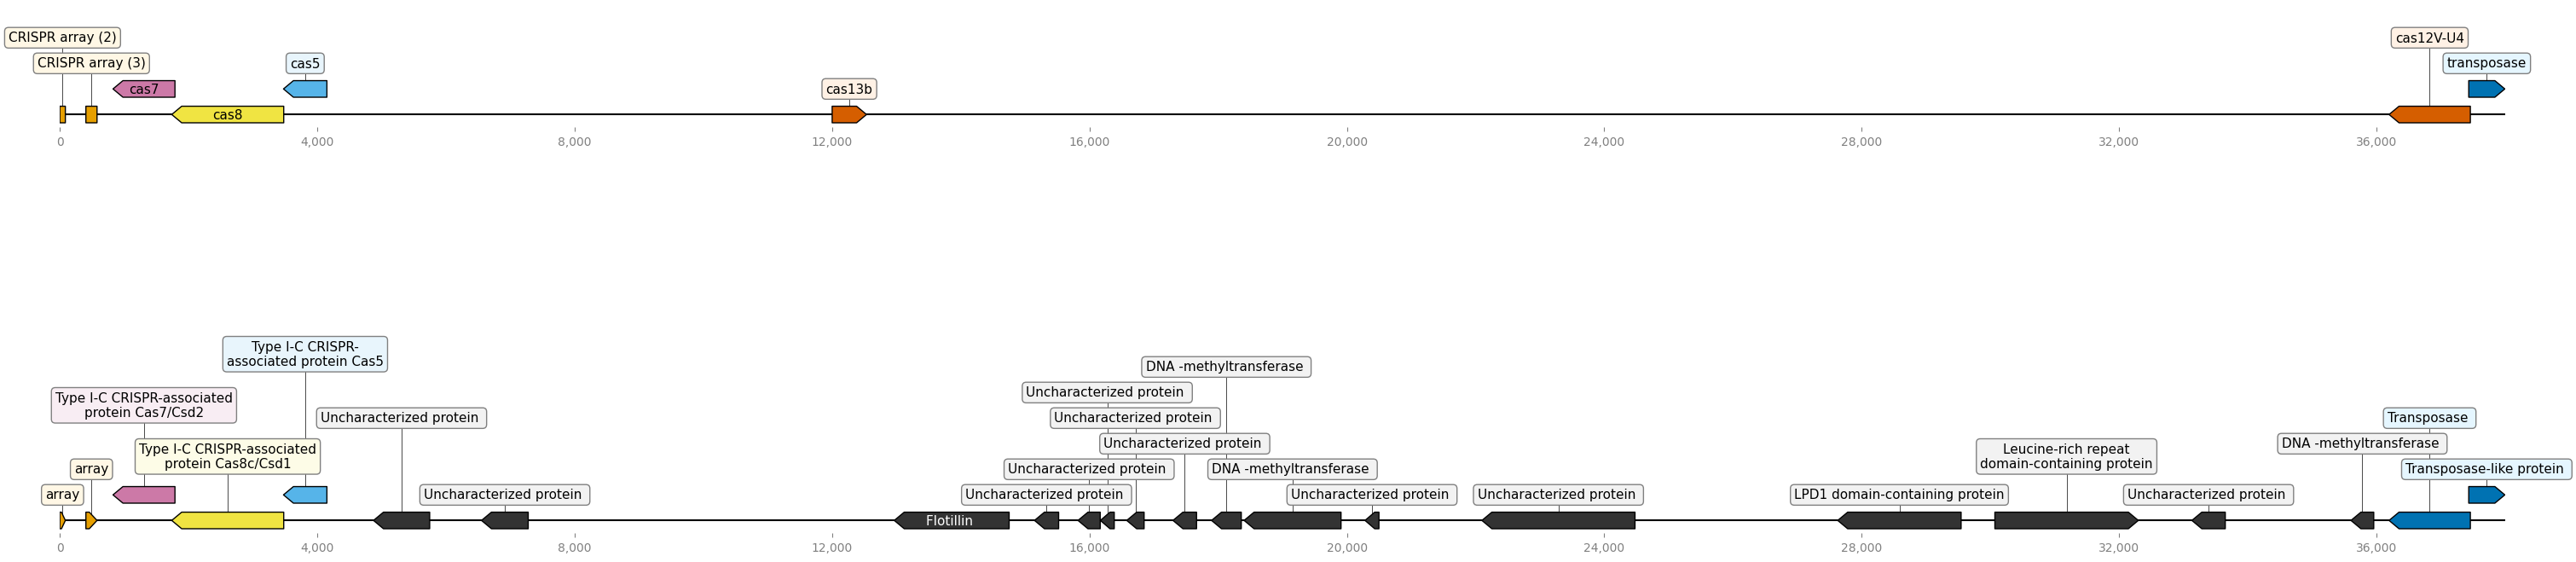 CRISPR array (2)
cas12V-U4
CRISPR array (3)
cas5
transposase
cas7
cas13b
cas8
0
4,000
8,000
12,000
16,000
20,000
24,000
28,000
32,000
36,000
Type I-C CRISPR-
associated protein Cas5
DNA -methyltransferase
Uncharacterized protein
Type I-C CRISPR-associated
protein Cas7/Csd2
Uncharacterized protein
Uncharacterized protein
Transposase
Uncharacterized protein
DNA -methyltransferase
Type I-C CRISPR-associated
protein Cas8c/Csd1
Leucine-rich repeat
domain-containing protein
array
Uncharacterized protein
DNA -methyltransferase
Transposase-like protein
array
Uncharacterized protein
Uncharacterized protein
Uncharacterized protein
Uncharacterized protein
LPD1 domain-containing protein
Uncharacterized protein
Flotillin
0
4,000
8,000
12,000
16,000
20,000
24,000
28,000
32,000
36,000